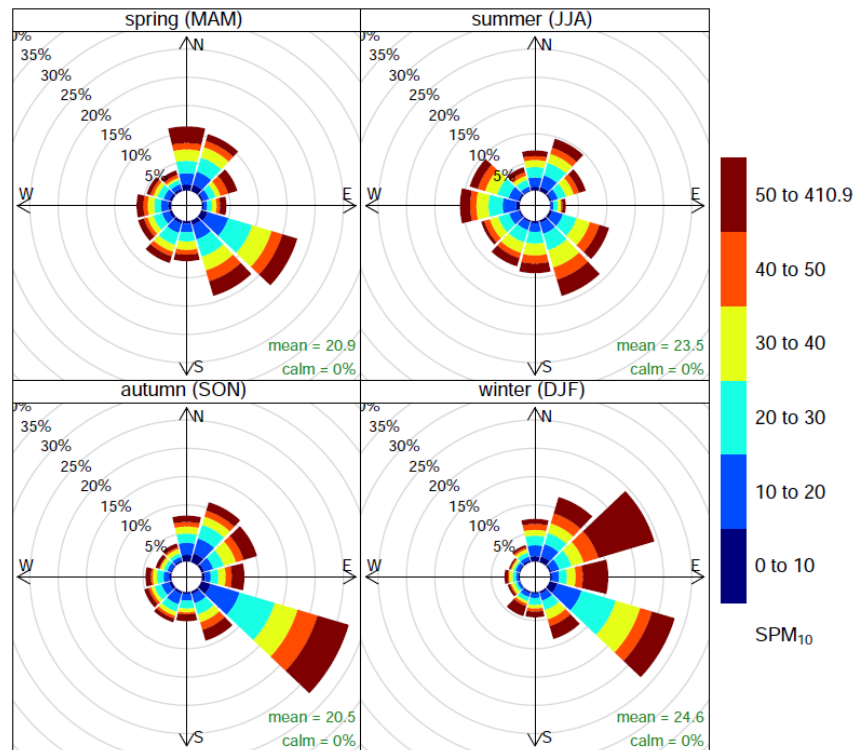 spring (MAM)
0%
35%
30%
25%
20%
15%
10%
5%
N
W
E
S
mean = 20.9
calm = 0%
summer (JJA)
0%
35%
30%
25%
20%
15%
10%
5%
N
W
E
S
mean = 23.5
calm = 0%
autumn (SON)
0%
35%
30%
25%
20%
15%
10%
5%
N
W
E
S
mean = 20.5
calm = 0%
winter (DJF)
0%
35%
30%
25%
20%
15%
10%
5%
N
W
E
S
mean = 24.6
calm = 0%
50 to 410.9
40 to 50
30 to 40
20 to 30
10 to 20
0 to 10
SPM₁₀